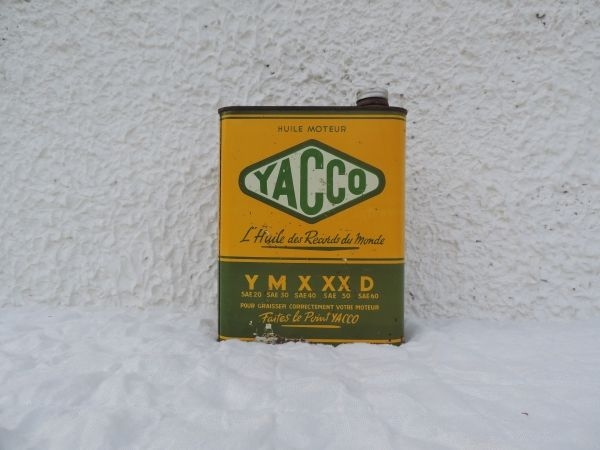 HUILE MOTEUR
YACCO
L'Huile des Records du Monde
Y M X XX D
SAE 20 SAE 30 SAE 40 SAE 50 SAE 60
POUR GRAISSER CORRECTEMENT VOTRE MOTEUR
Faites le Point YACCO